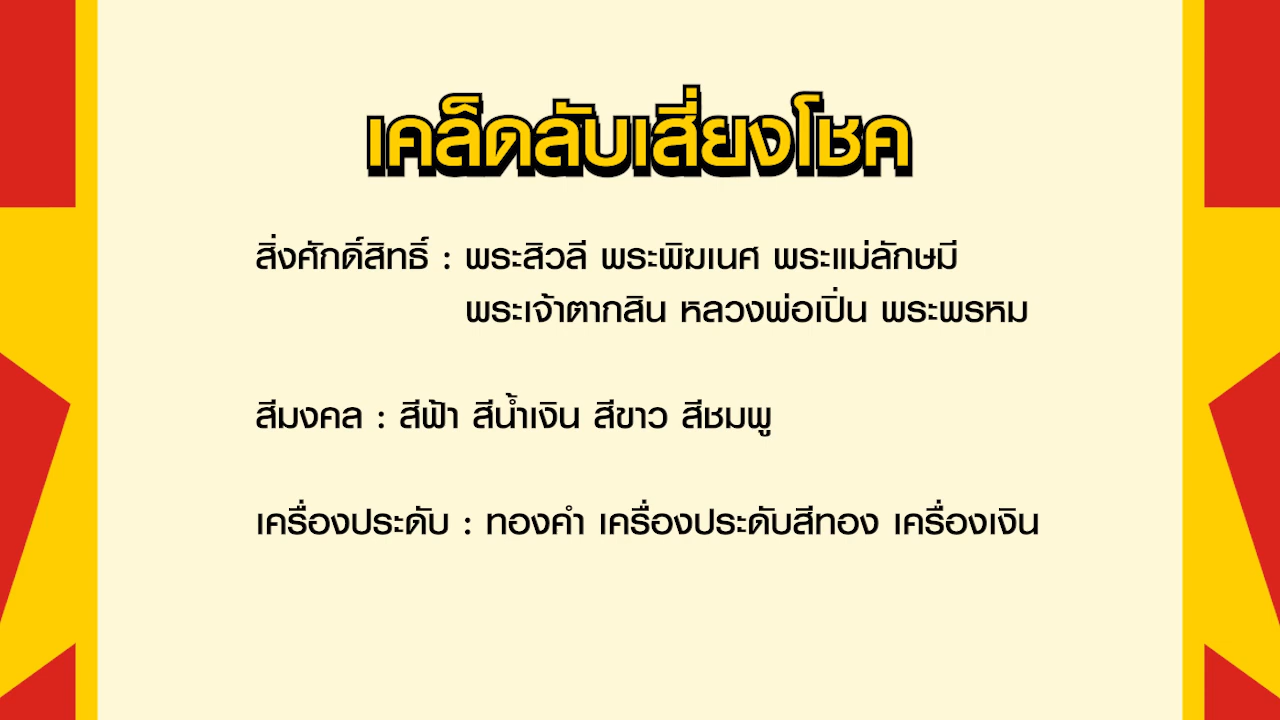 เคล็ดลับเสี่ยงโชค
สิ่งศักดิ์สิทธิ์ : พระสิวลี พระพิฆเนศ พระแม่ลักษมี
พระเจ้าตากสิน หลวงพ่อเปิ่น พระพรหม
สีมงคล : สีฟ้า สีน้ำเงิน สีขาว สีชมพู
เครื่องประดับ : ทองคำ เครื่องประดับสีทอง เครื่องเงิน